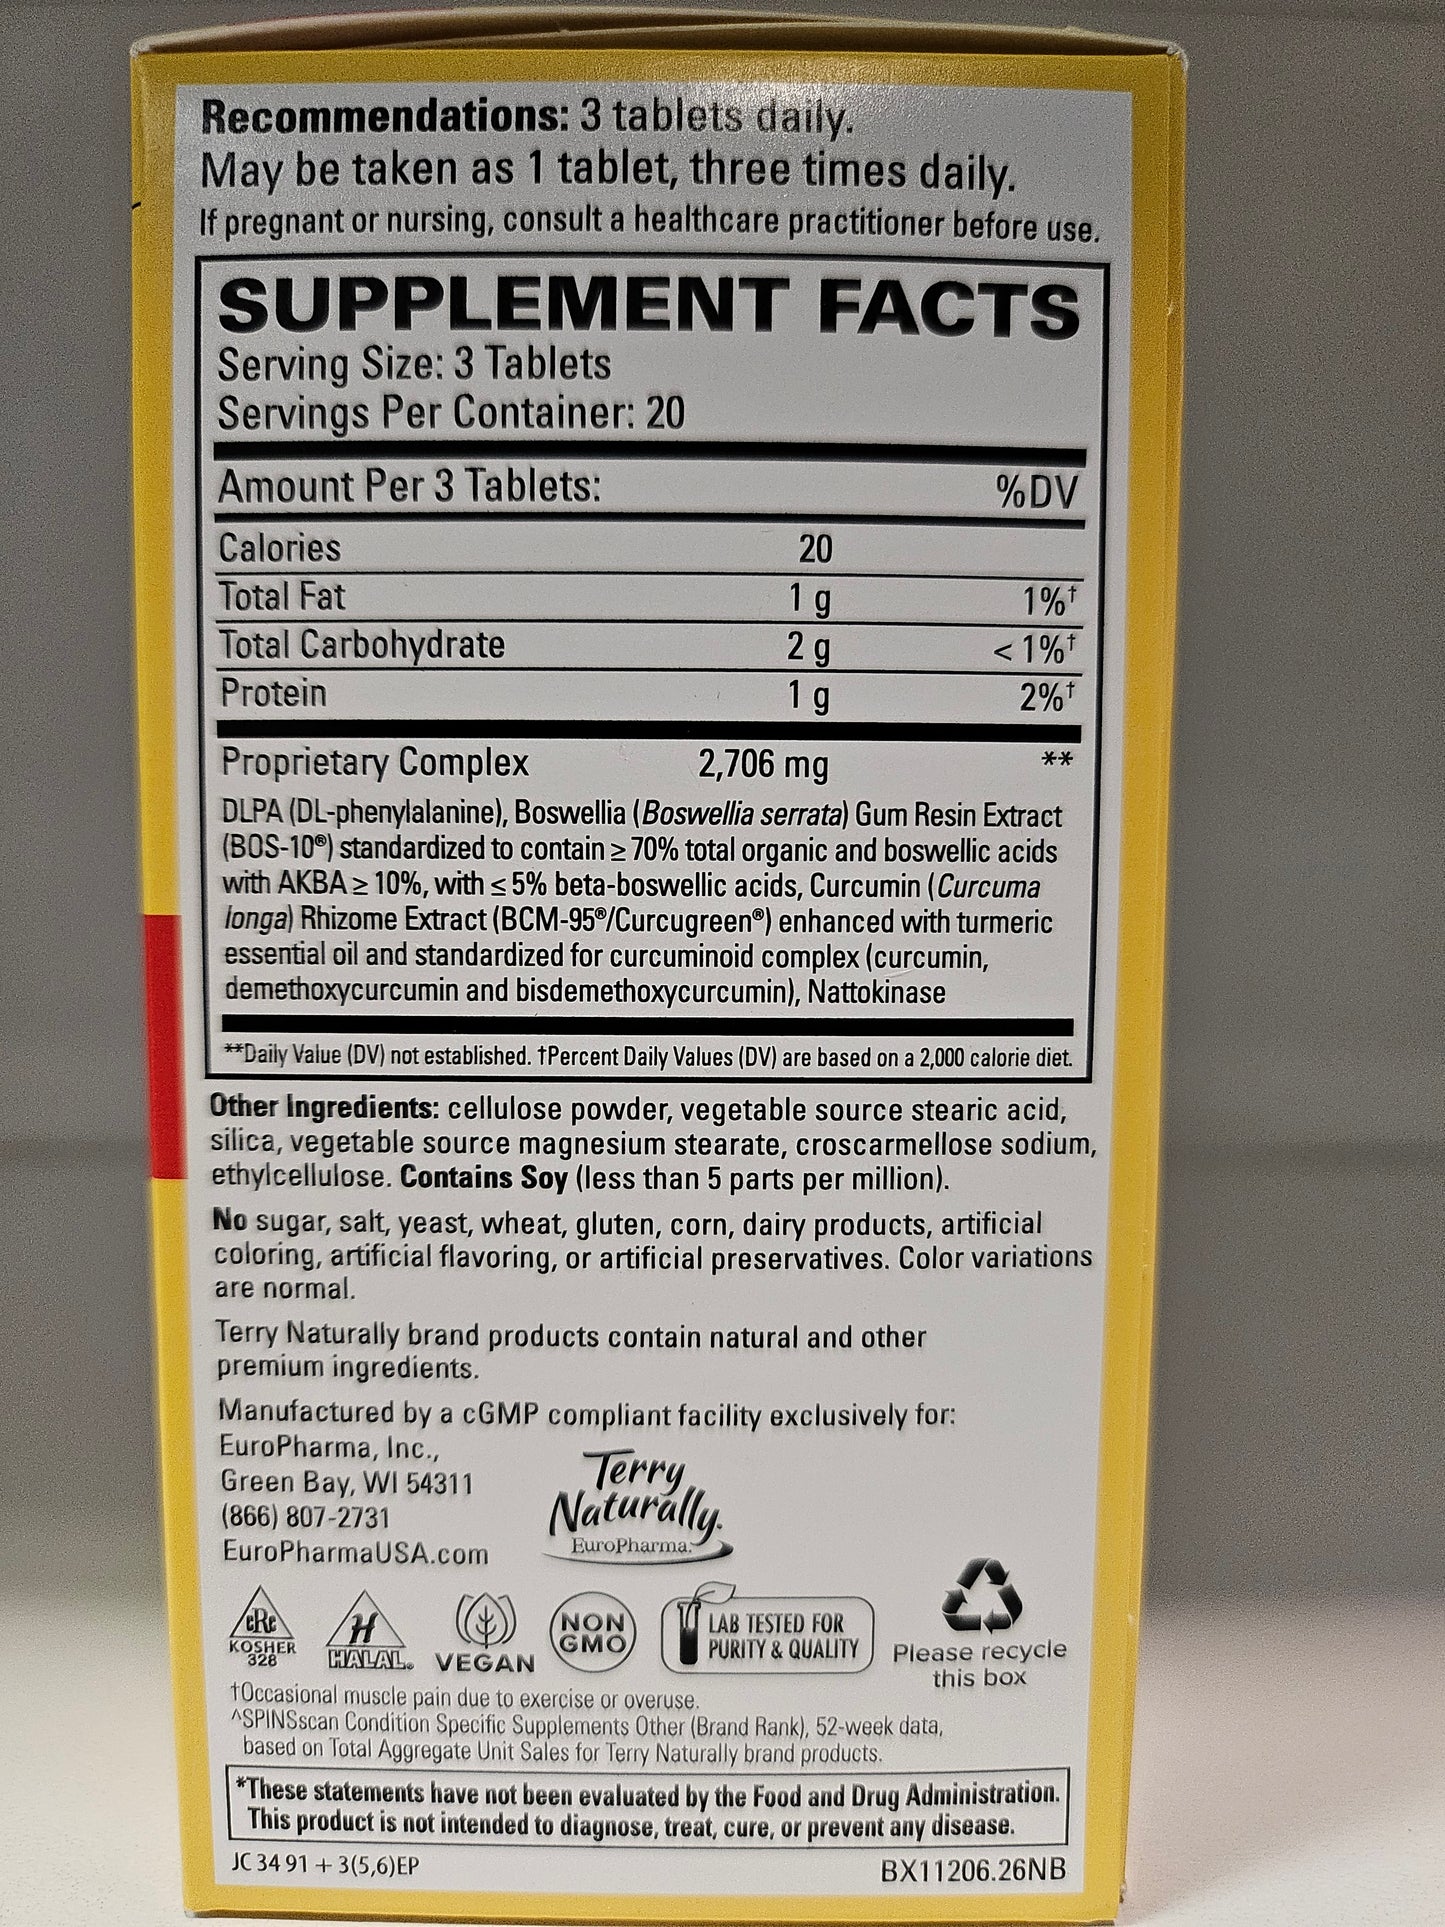 Recommendations: 3 tablets daily.
May be taken as 1 tablet, three times daily.
If pregnant or nursing, consult a healthcare practitioner before use.
SUPPLEMENT FACTS
Serving Size: 3 Tablets
Servings Per Container: 20
Amount Per 3 Tablets: %DV
Calories 20
Total Fat 1 g 1%†
Total Carbohydrate 2 g < 1%†
Protein 1 g 2%†
Proprietary Complex 2,706 mg **
DLPA (DL-phenylalanine), Boswellia (Boswellia serrata) Gum Resin Extract
(BOS-10®) standardized to contain ≥ 70% total organic and boswellic acids
with AKBA ≥ 10%, with ≤ 5% beta-boswellic acids, Curcumin (Curcuma
longa) Rhizome Extract (BCM-95®/Curcugreen®) enhanced with turmeric
essential oil and standardized for curcuminoid complex (curcumin,
demethoxycurcumin and bisdemethoxycurcumin), Nattokinase
**Daily Value (DV) not established. †Percent Daily Values (DV) are based on a 2,000 calorie diet.
Other Ingredients: cellulose powder, vegetable source stearic acid,
silica, vegetable source magnesium stearate, croscarmellose sodium,
ethylcellulose. Contains Soy (less than 5 parts per million).
No sugar, salt, yeast, wheat, gluten, corn, dairy products, artificial
coloring, artificial flavoring, or artificial preservatives. Color variations
are normal.
Terry Naturally brand products contain natural and other
premium ingredients.
Manufactured by a cGMP compliant facility exclusively for:
EuroPharma, Inc.,
Green Bay, WI 54311
(866) 807-2731
EuroPharmaUSA.com
Terry
Naturally®
EuroPharma®
cRc
KOSHER
328
H
HALAL®
VEGAN
NON
GMO
LAB TESTED FOR
PURITY & QUALITY
Please recycle
this box
†Occasional muscle pain due to exercise or overuse.
^SPINSscan Condition Specific Supplements Other (Brand Rank), 52-week data,
based on Total Aggregate Unit Sales for Terry Naturally brand products.
*These statements have not been evaluated by the Food and Drug Administration.
This product is not intended to diagnose, treat, cure, or prevent any disease.
JC 34 91 + 3(5,6)EP
BX11206.26NB